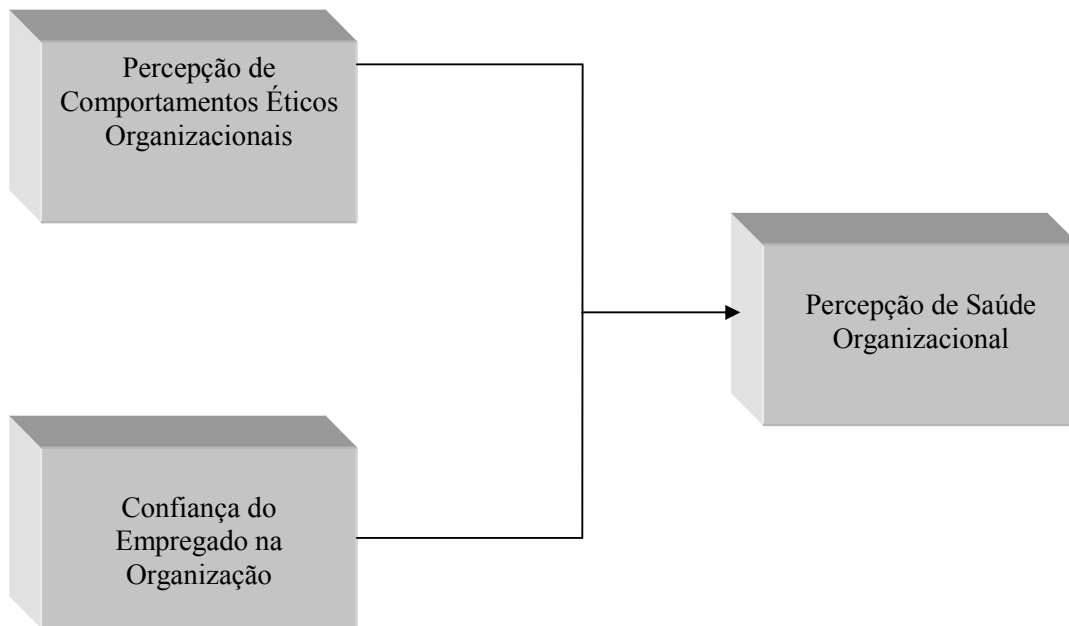 Percepção de
Comportamentos Éticos
Organizacionais
Percepção de Saúde
Organizacional
Confiança do
Empregado na
Organização